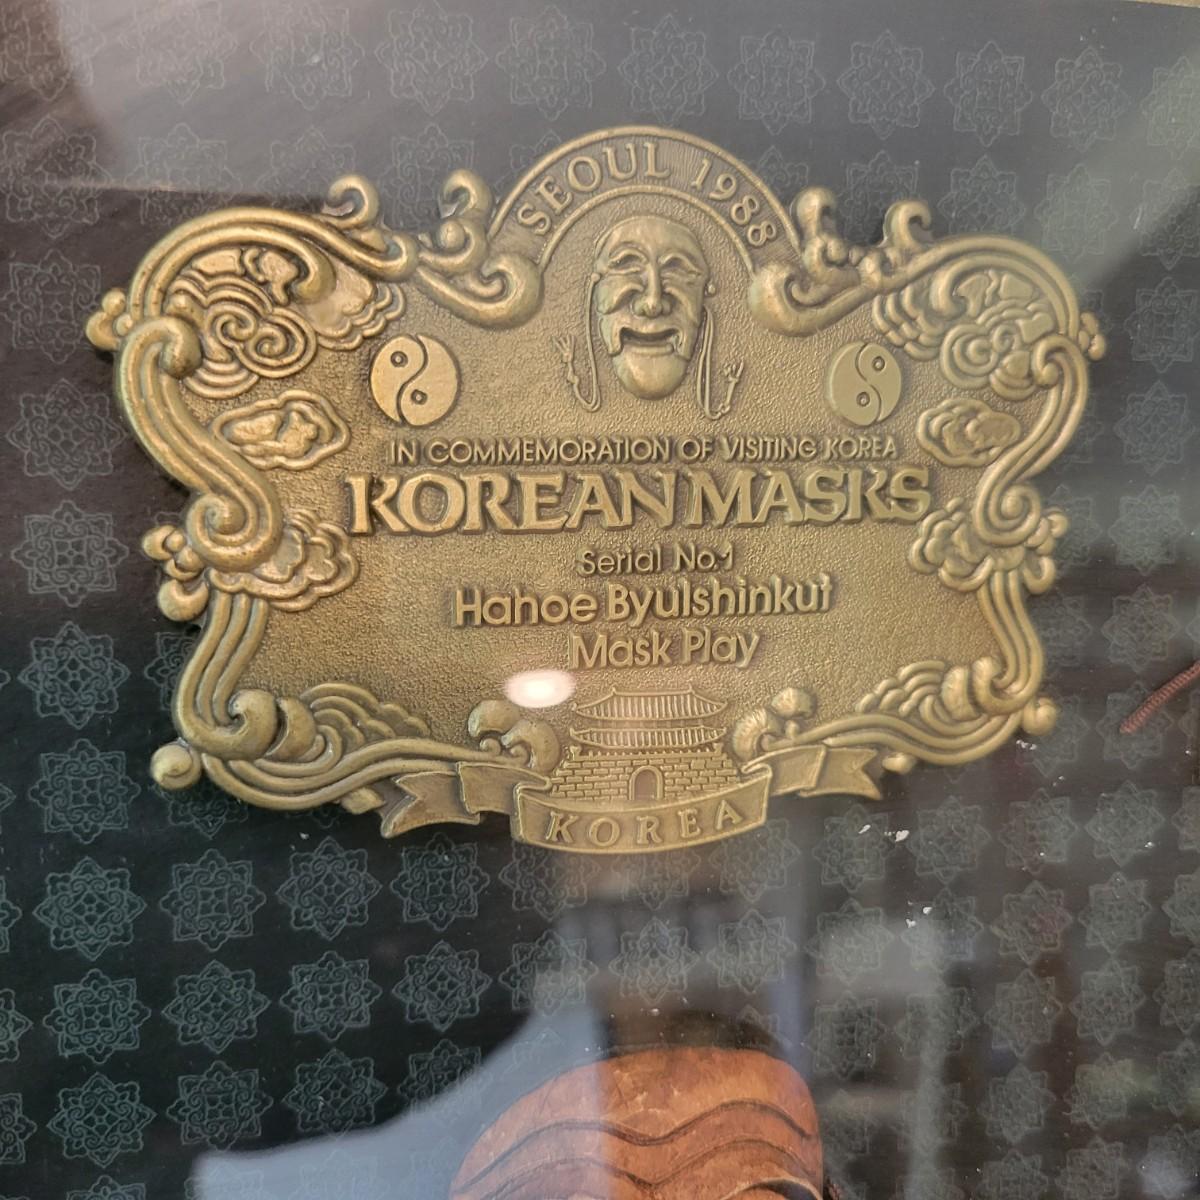 SEOUL 1988
IN COMMEMORATION OF VISITING KOREA
KOREAN MASKS
Serial No.1
Hahoe Byulshinkut
Mask Play
KOREA